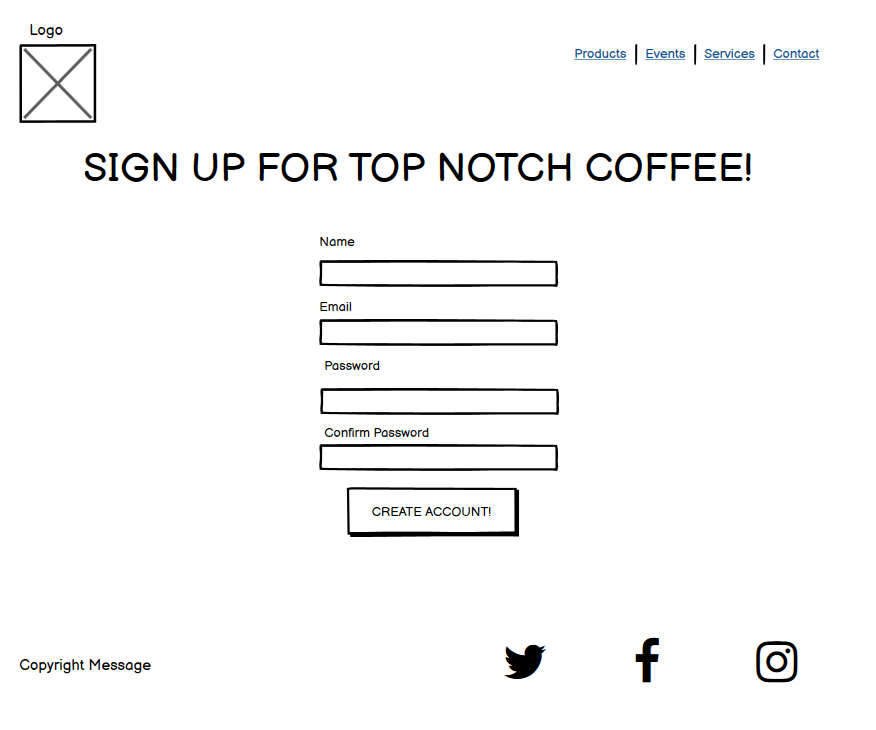 Logo
Products | Events | Services | Contact
SIGN UP FOR TOP NOTCH COFFEE!
Name
Email
Password
Confirm Password
CREATE ACCOUNT!
Copyright Message